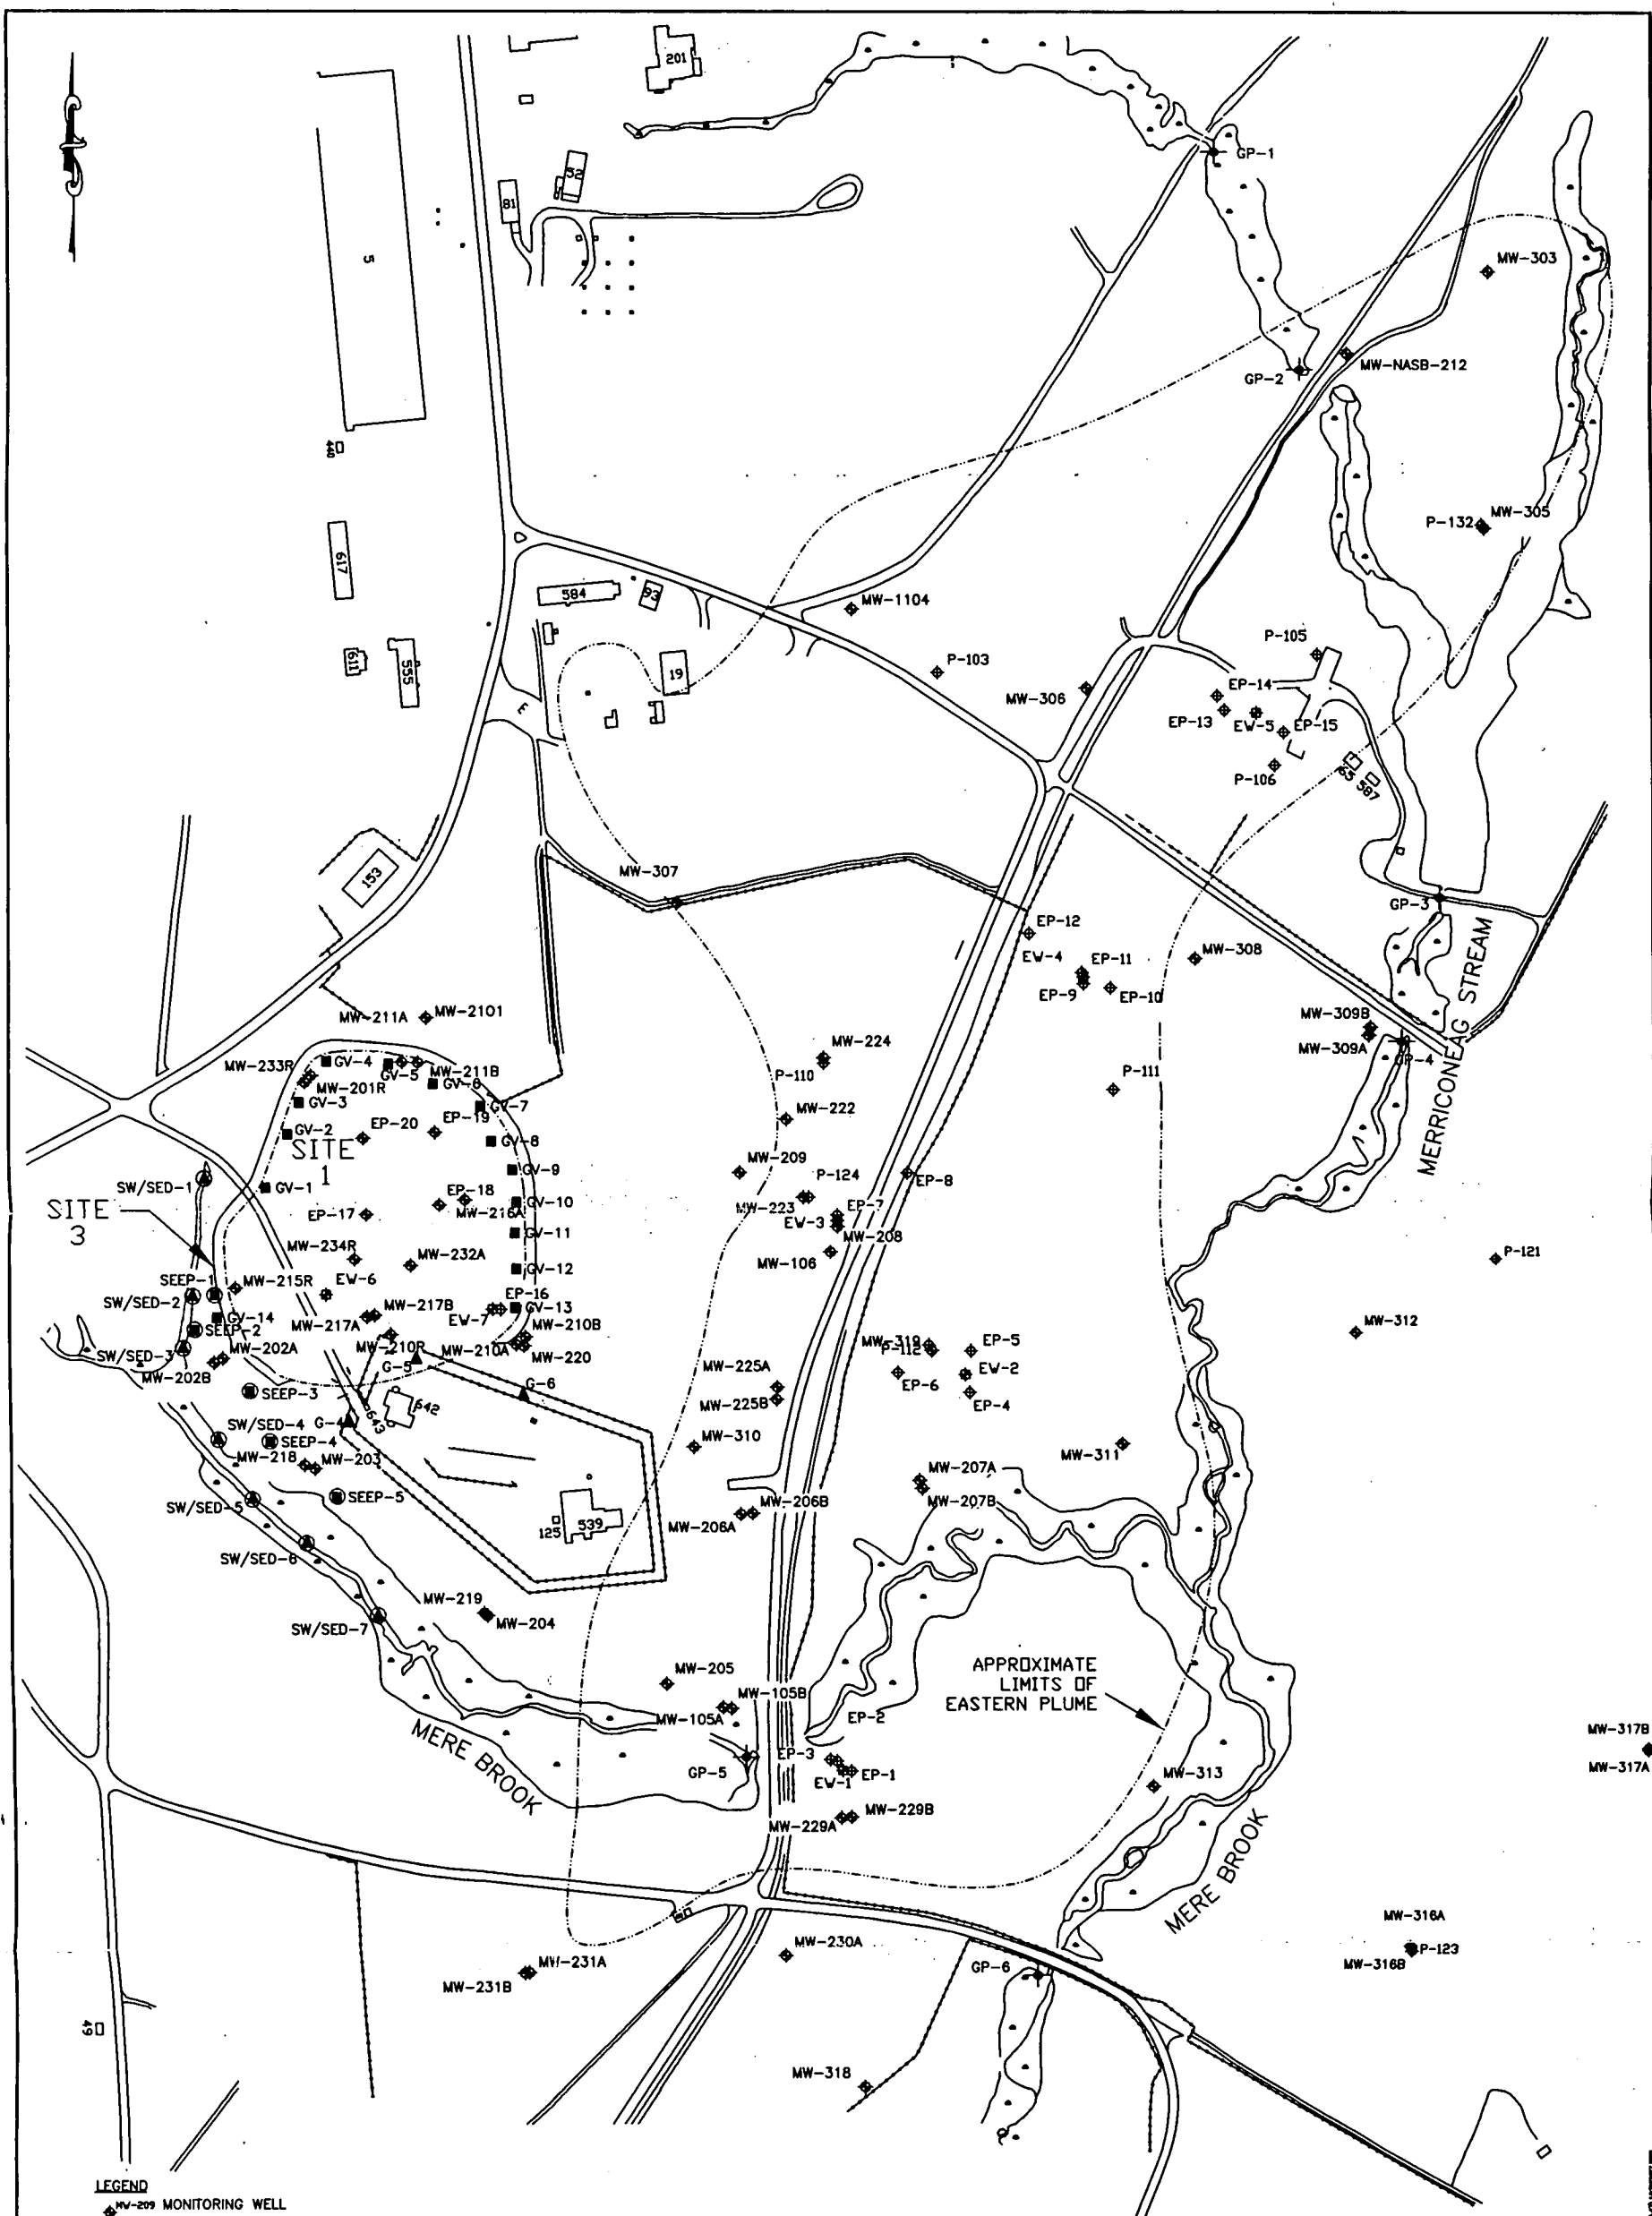 201
GP-1
52
81
5
MW-303
MW-NASB-212
GP-2
440
MW-305
P-132
617
584
93
MW-1104
P-105
611
555
19
P-103
MW-306
EP-14
EP-13
EW-5
EP-15
P-106
65
587
E
153
MW-307
GP-3
EP-12
MERRICONEAG STREAM
EW-4
EP-11
MW-308
EP-9
EP-10
MW-211A
MW-2101
MW-309B
MW-309A
GP-4
MW-224
P-110
P-111
MW-233R
GV-4
GV-5
MW-211B
MW-201R
GV-6
GV-3
GV-7
MW-222
GV-2
EP-20
EP-19
GV-8
SITE
1
MW-209
GV-9
P-124
EP-8
SW/SED-1
GV-1
EP-18
GV-10
MW-216A
MW-223
EP-7
SITE
3
EP-17
EW-3
GV-11
MW-208
MW-234R
MW-232A
MW-106
P-121
GV-12
SEEP-1
MW-215R
EW-6
SW/SED-2
EP-16
GV-14
MW-217B
EW-7
GV-13
MW-217A
SEEP-2
MW-210B
MW-312
MW-210R
MW-210A
MW-220
MW-319
P-112
EP-5
SW/SED-3
MW-202A
G-5
MW-225A
EW-2
MW-202B
EP-6
SEEP-3
G-6
MW-225B
EP-4
642
643
G-4
SW/SED-4
SEEP-4
MW-310
MW-311
MW-218
MW-203
MW-207A
SEEP-5
MW-207B
SW/SED-5
MW-206B
125
539
MW-206A
SW/SED-6
MW-219
MW-204
SW/SED-7
APPROXIMATE
LIMITS OF
EASTERN PLUME
MW-205
MW-105B
MW-105A
EP-2
MERE BROOK
MW-317B
EP-3
GP-5
EW-1
EP-1
MW-317A
MW-313
MW-229B
MW-229A
MERE BROOK
MW-316A
MW-230A
P-123
MW-231A
MW-316B
GP-6
MW-231B
49
MW-318
LEGEND
MW-209 MONITORING WELL